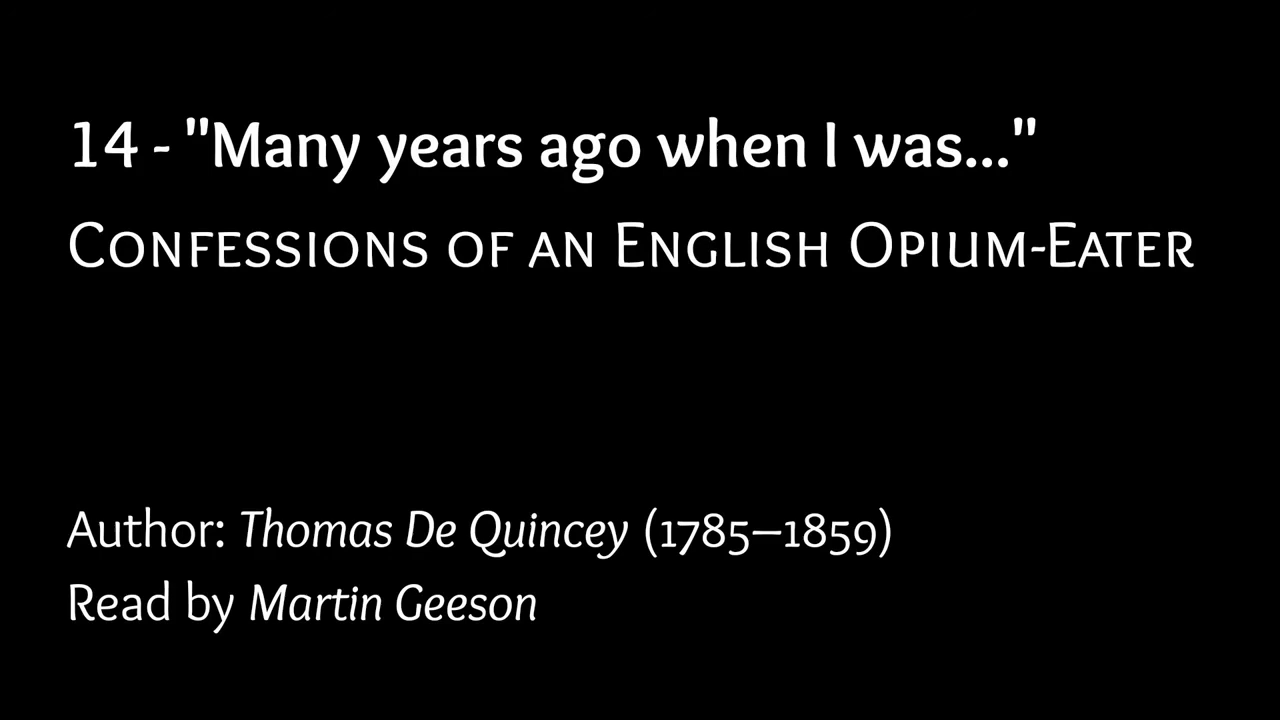 14 - "Many years ago when I was..."
Confessions of an English Opium-Eater
Author: Thomas De Quincey (1785–1859)
Read by Martin Geeson